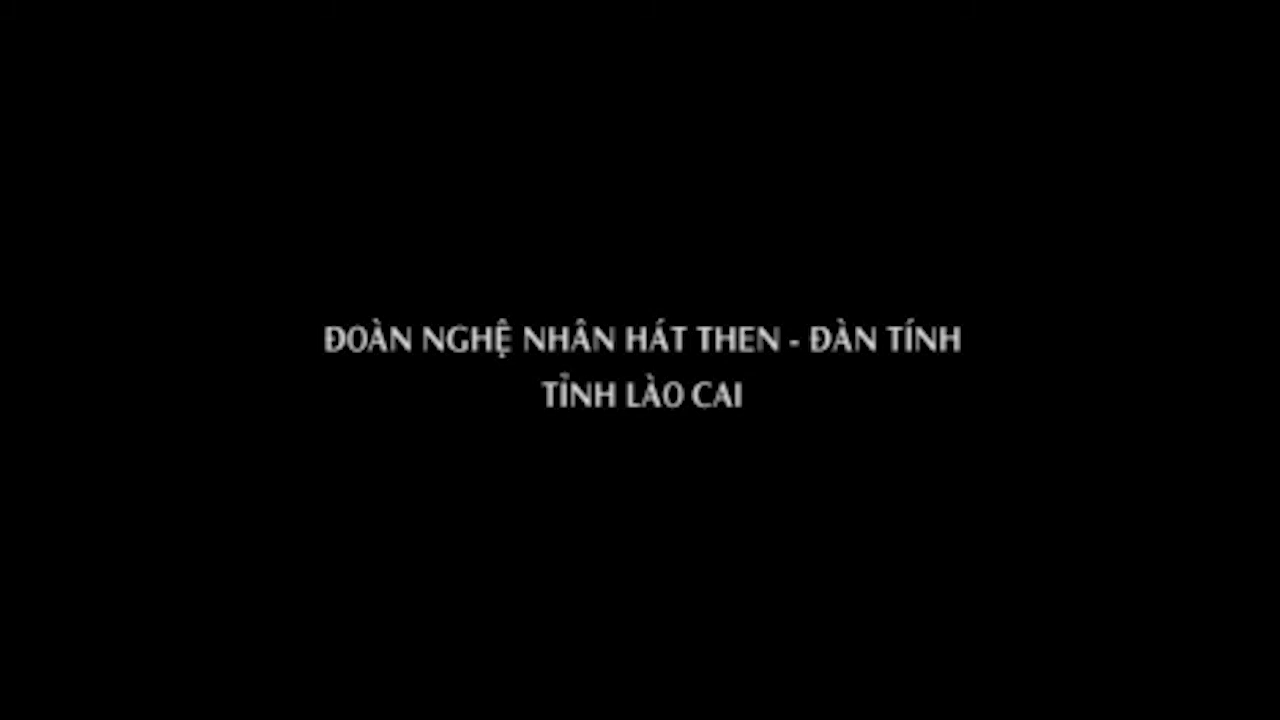 ĐOÀN NGHỆ NHÂN HÁT THEN - ĐÀN TÍNH
TỈNH LÀO CAI